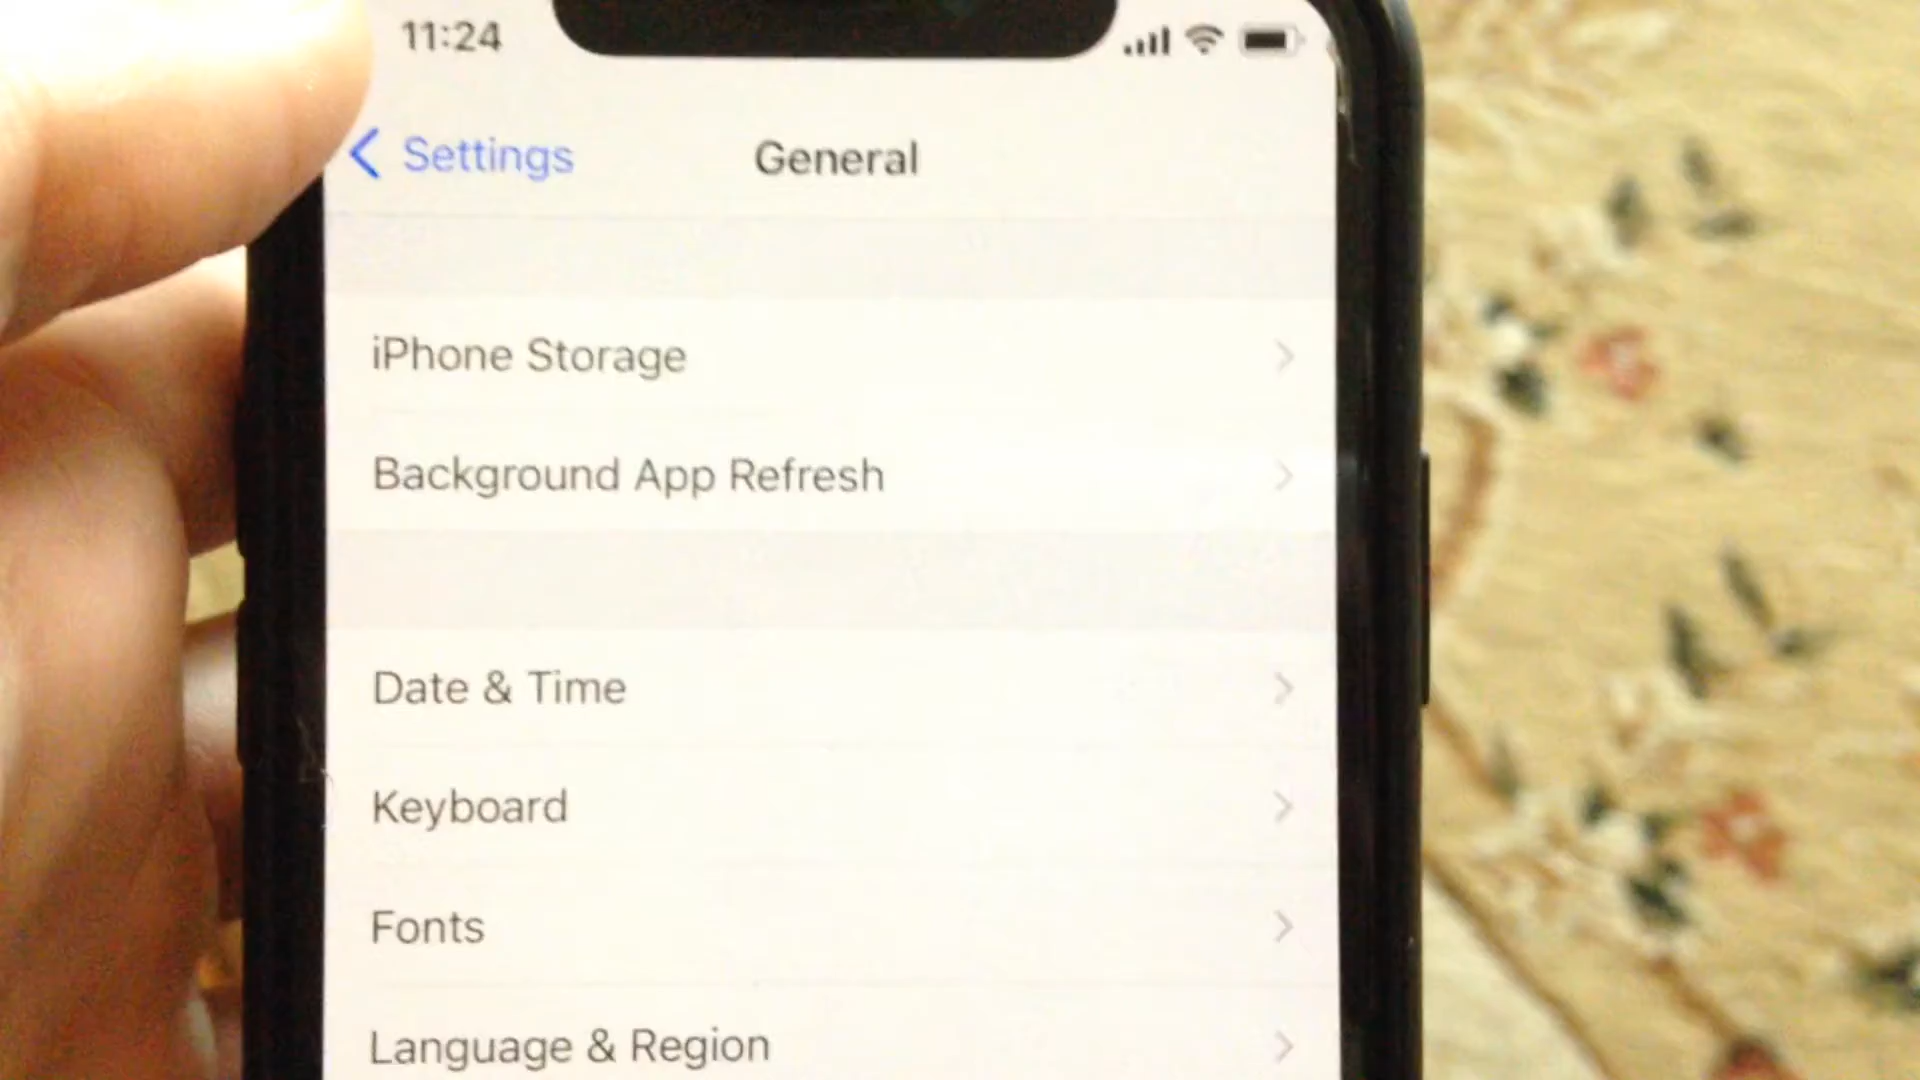 11:24
Settings
General
iPhone Storage
Background App Refresh
Date & Time
Keyboard
Fonts
Language & Region